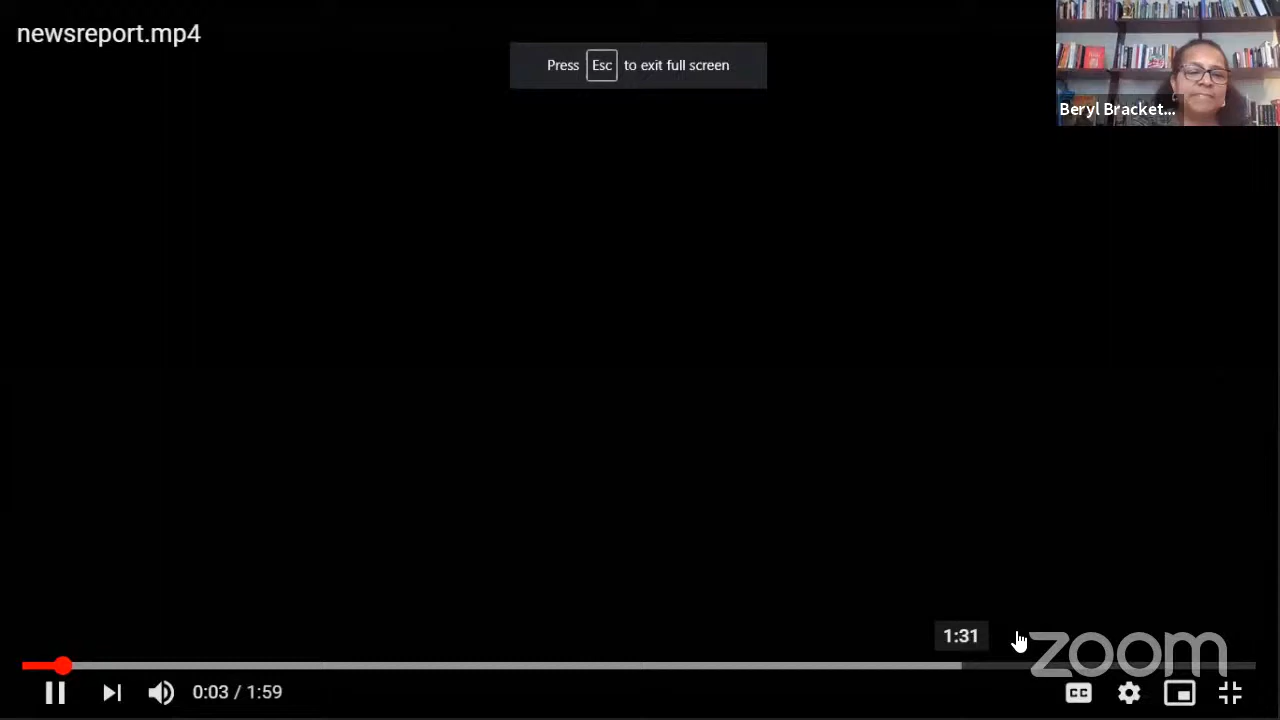 newsreport.mp4
Press Esc to exit full screen
Beryl Bracket...
1:31
zoom
0:03 / 1:59
CC